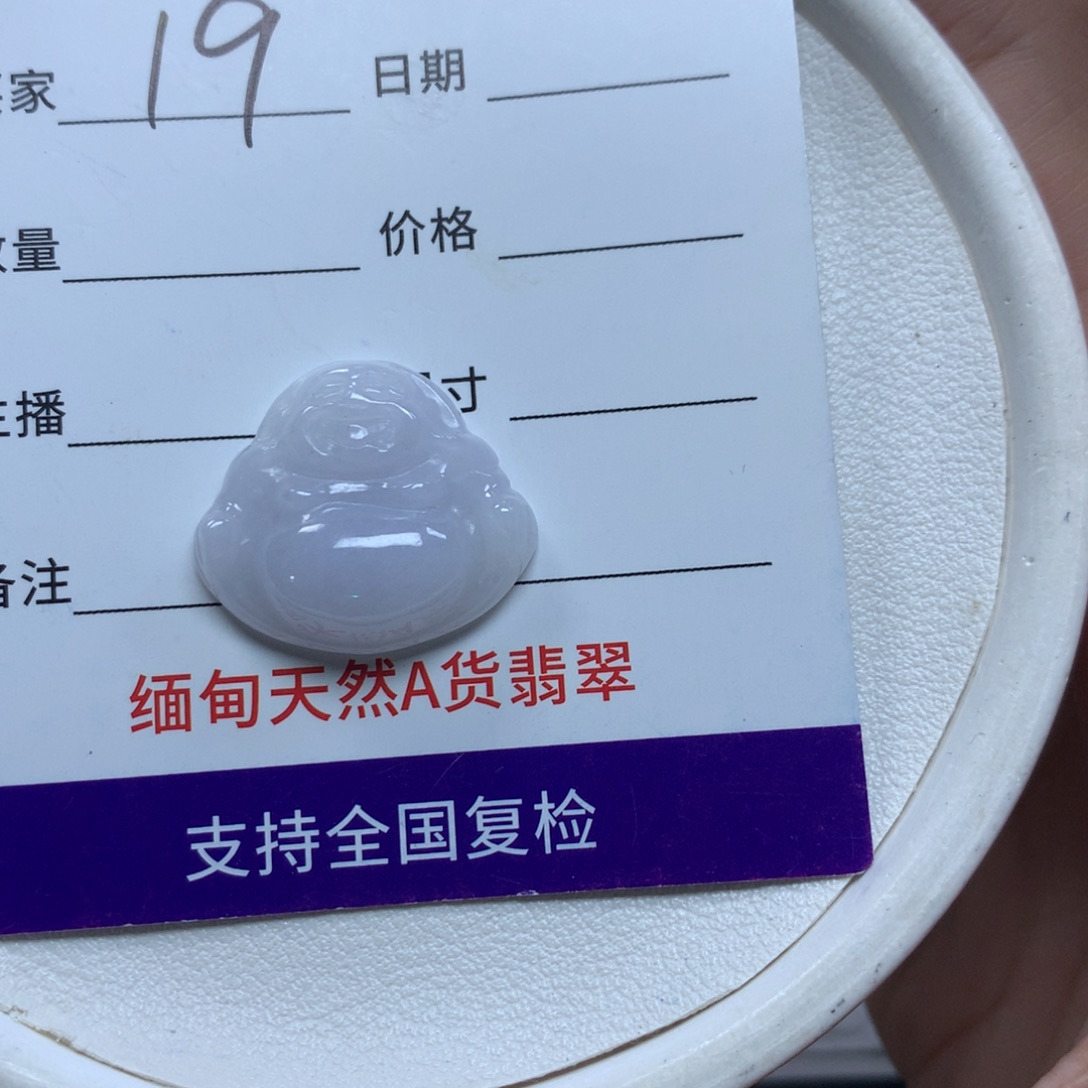 家 19 日期
量 价格
播 寸
注
缅甸天然A货翡翠
支持全国复检